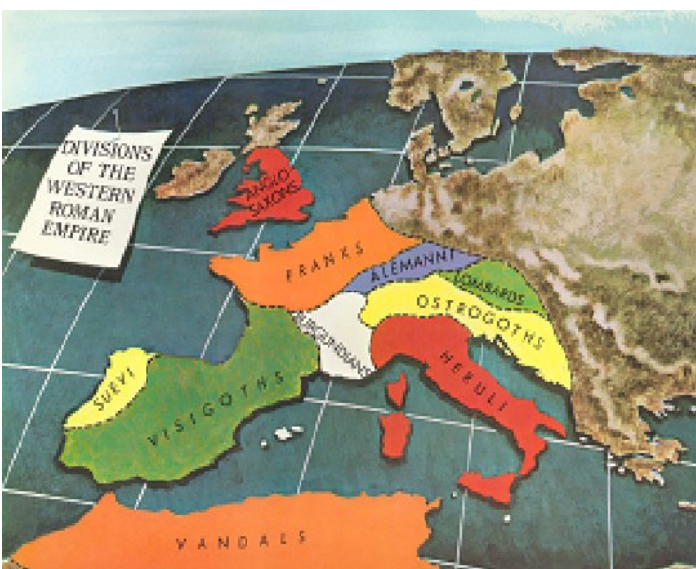 DIVISIONS
OF THE
WESTERN
ROMAN
EMPIRE
ANGLO
SAXONS
FRANKS
ALEMANNI
LOMBARDS
OSTROGOTHS
BURGUNDIANS
HERULI
SUEVI
VISIGOTHS
VANDALS